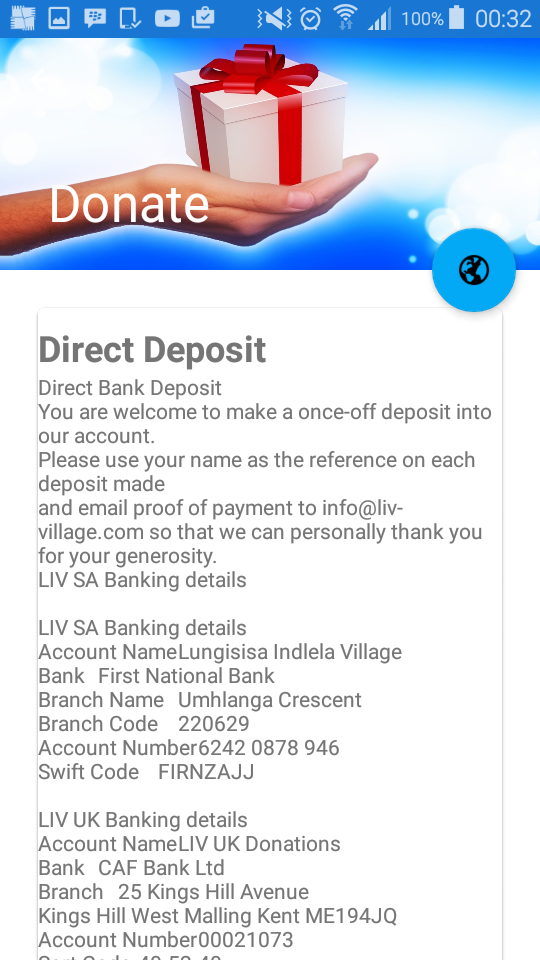 100% 00:32
Donate
Direct Deposit
Direct Bank Deposit
You are welcome to make a once-off deposit into
our account.
Please use your name as the reference on each
deposit made
and email proof of payment to info@liv-
village.com so that we can personally thank you
for your generosity.
LIV SA Banking details
LIV SA Banking details
Account NameLungisisa Indlela Village
Bank First National Bank
Branch Name Umhlanga Crescent
Branch Code 220629
Account Number6242 0878 946
Swift Code FIRNZAJJ
LIV UK Banking details
Account NameLIV UK Donations
Bank CAF Bank Ltd
Branch 25 Kings Hill Avenue
Kings Hill West Malling Kent ME194JQ
Account Number00021073